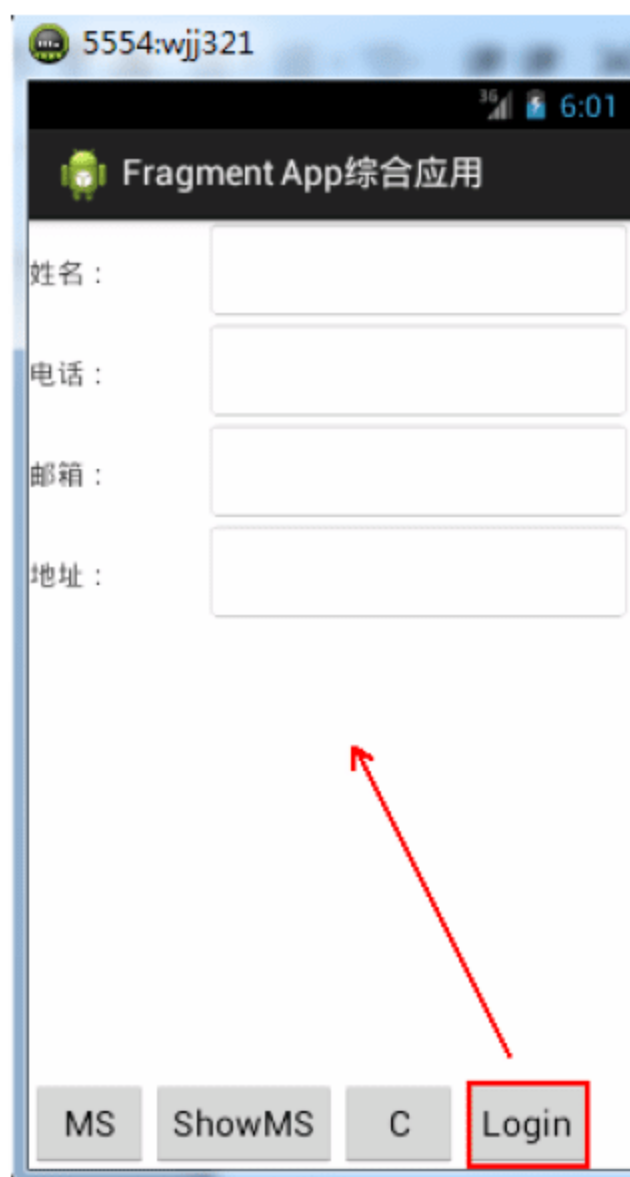 5554:wjj321
3G 6:01
Fragment App综合应用
姓名：
电话：
邮箱：
地址：
MS ShowMS C Login